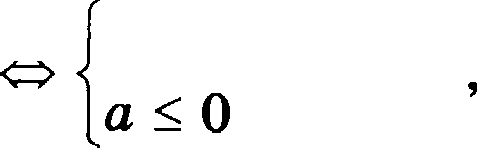 ⇔ { a ≤ 0 ,